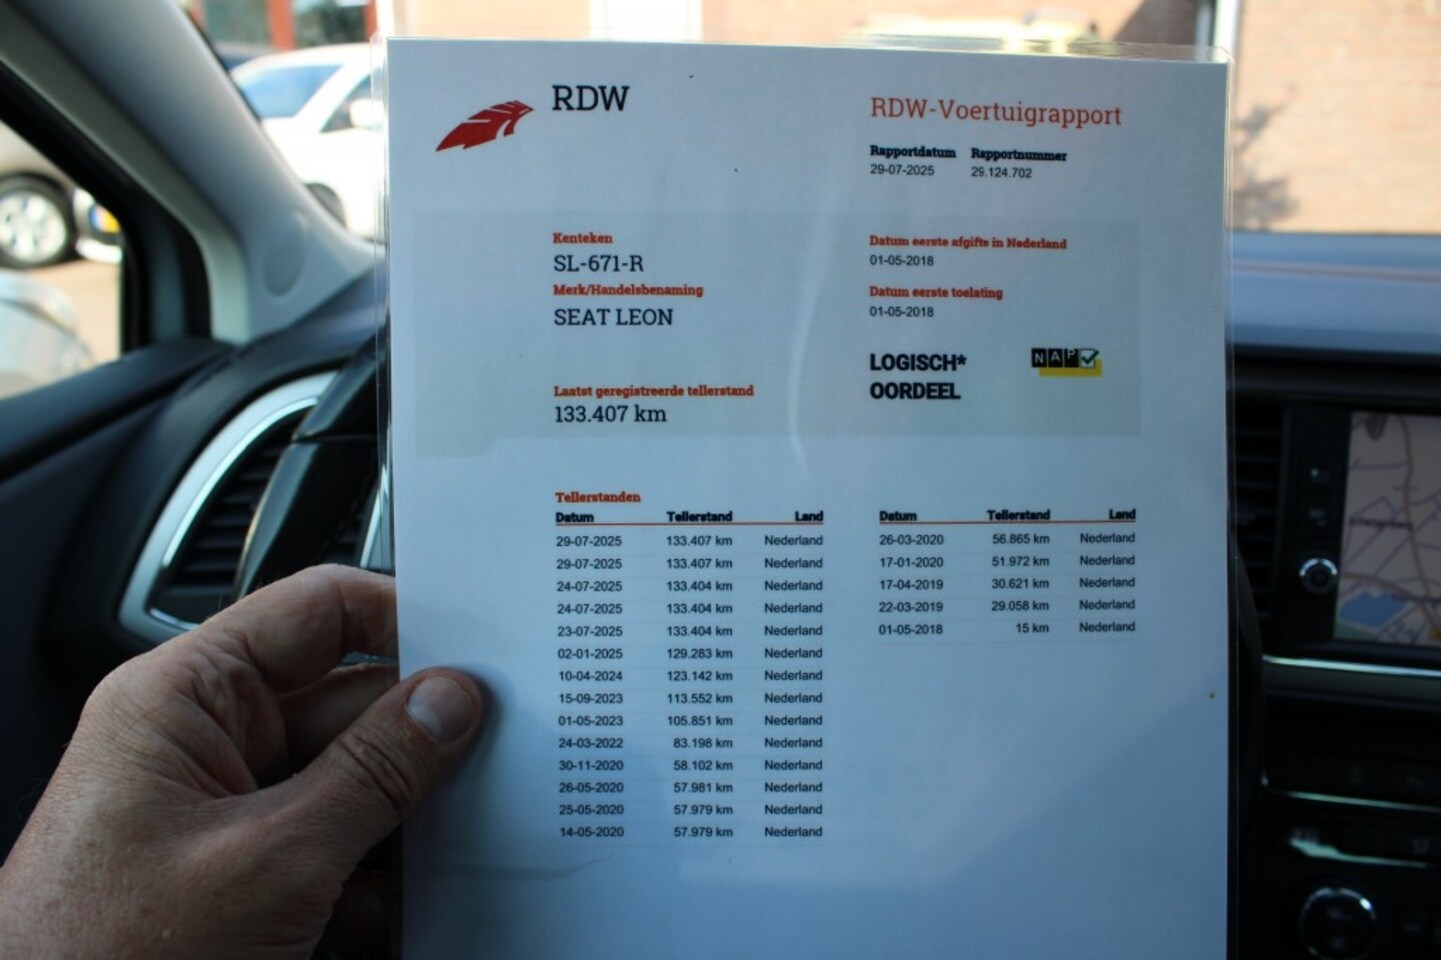 RDW
RDW-Voertuigrapport
Rapportdatum Rapportnummer
29-07-2025 29.124.702
Kenteken
SL-671-R
Merk/Handelsbenaming
SEAT LEON
Laatst geregistreerde tellerstand
133.407 km
Datum eerste afgifte in Nederland
01-05-2018
Datum eerste toelating
01-05-2018
LOGISCH*
OORDEEL
NAP
Tellerstanden
Datum Tellerstand Land
29-07-2025 133.407 km Nederland
29-07-2025 133.407 km Nederland
24-07-2025 133.404 km Nederland
24-07-2025 133.404 km Nederland
23-07-2025 133.404 km Nederland
02-01-2025 129.283 km Nederland
10-04-2024 123.142 km Nederland
15-09-2023 113.552 km Nederland
01-05-2023 105.851 km Nederland
24-03-2022 83.198 km Nederland
30-11-2020 58.102 km Nederland
26-05-2020 57.981 km Nederland
25-05-2020 57.979 km Nederland
14-05-2020 57.979 km Nederland
Datum Tellerstand Land
26-03-2020 56.865 km Nederland
17-01-2020 51.972 km Nederland
17-04-2019 30.621 km Nederland
22-03-2019 29.058 km Nederland
01-05-2018 15 km Nederland